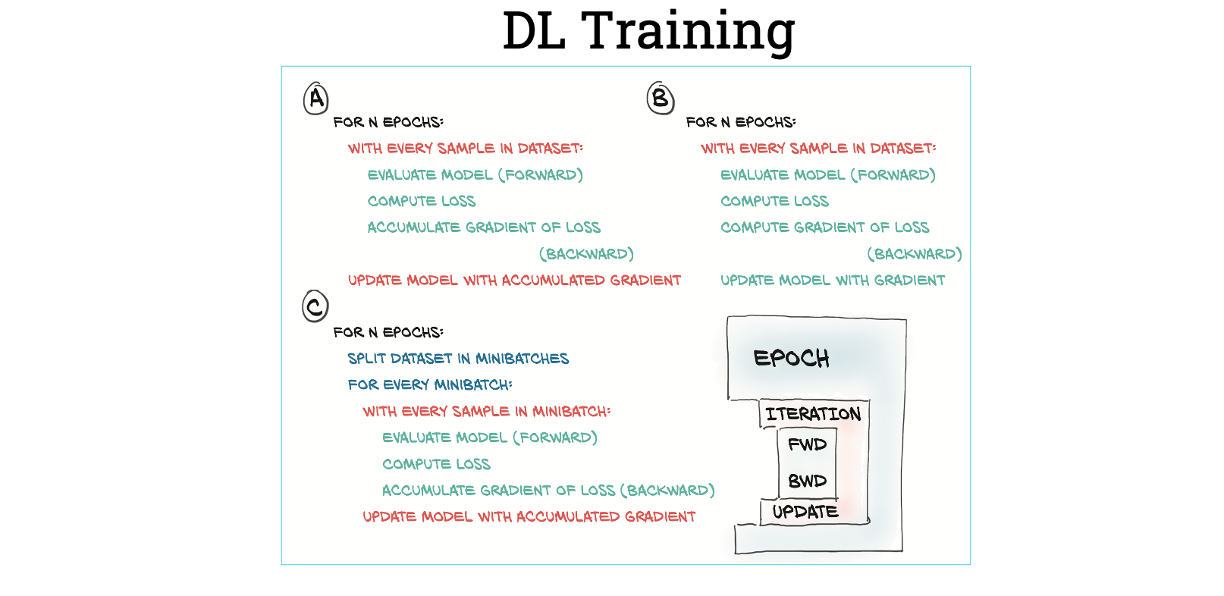 DL Training
A
FOR N EPOCHS:
WITH EVERY SAMPLE IN DATASET:
EVALUATE MODEL (FORWARD)
COMPUTE LOSS
ACCUMULATE GRADIENT OF LOSS
(BACKWARD)
UPDATE MODEL WITH ACCUMULATED GRADIENT
B
FOR N EPOCHS:
WITH EVERY SAMPLE IN DATASET:
EVALUATE MODEL (FORWARD)
COMPUTE LOSS
COMPUTE GRADIENT OF LOSS
(BACKWARD)
UPDATE MODEL WITH GRADIENT
C
FOR N EPOCHS:
SPLIT DATASET IN MINIBATCHES
FOR EVERY MINIBATCH:
WITH EVERY SAMPLE IN MINIBATCH:
EVALUATE MODEL (FORWARD)
COMPUTE LOSS
ACCUMULATE GRADIENT OF LOSS (BACKWARD)
UPDATE MODEL WITH ACCUMULATED GRADIENT
EPOCH
ITERATION
FWD
BWD
UPDATE